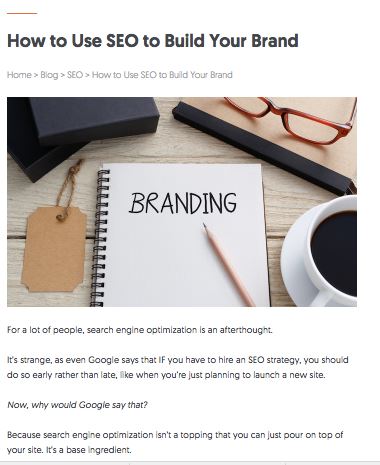 How to Use SEO to Build Your Brand
Home > Blog > SEO > How to Use SEO to Build Your Brand
BRANDING
For a lot of people, search engine optimization is an afterthought.
It's strange, as even Google says that IF you have to hire an SEO strategy, you should
do so early rather than late, like when you're just planning to launch a new site.
Now, why would Google say that?
Because search engine optimization isn't a topping that you can just pour on top of
your site. It's a base ingredient.